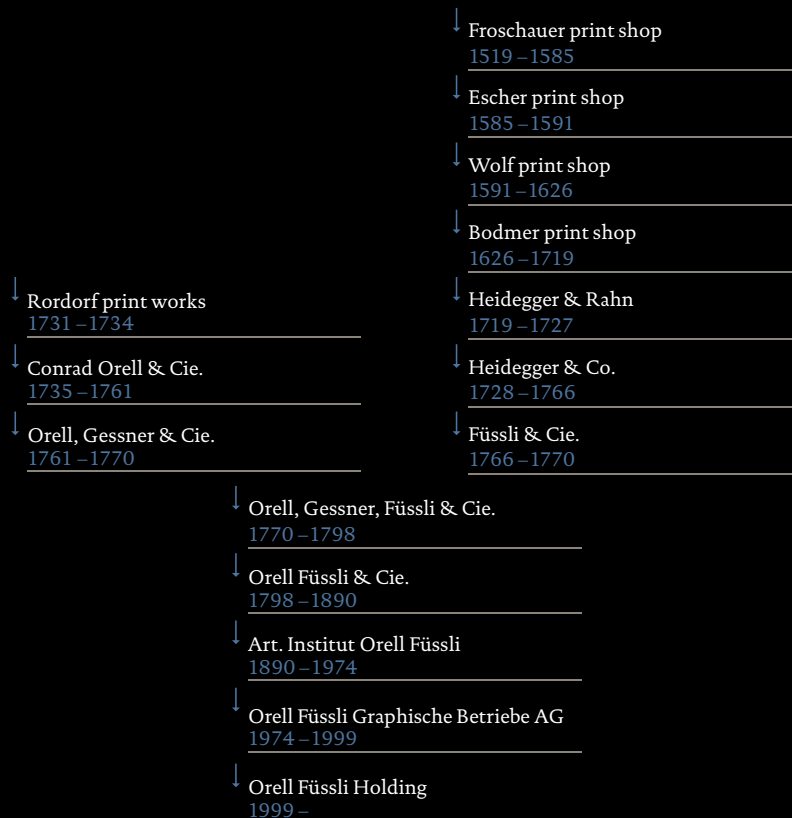 Froschauer print shop
1519 – 1585
Escher print shop
1585 – 1591
Wolf print shop
1591 – 1626
Bodmer print shop
1626 – 1719
Heidegger & Rahn
1719 – 1727
Heidegger & Co.
1728 – 1766
Füssli & Cie.
1766 – 1770
Rordorf print works
1731 – 1734
Conrad Orell & Cie.
1735 – 1761
Orell, Gessner & Cie.
1761 – 1770
Orell, Gessner, Füssli & Cie.
1770 – 1798
Orell Füssli & Cie.
1798 – 1890
Art. Institut Orell Füssli
1890 – 1974
Orell Füssli Graphische Betriebe AG
1974 – 1999
Orell Füssli Holding
1999 –